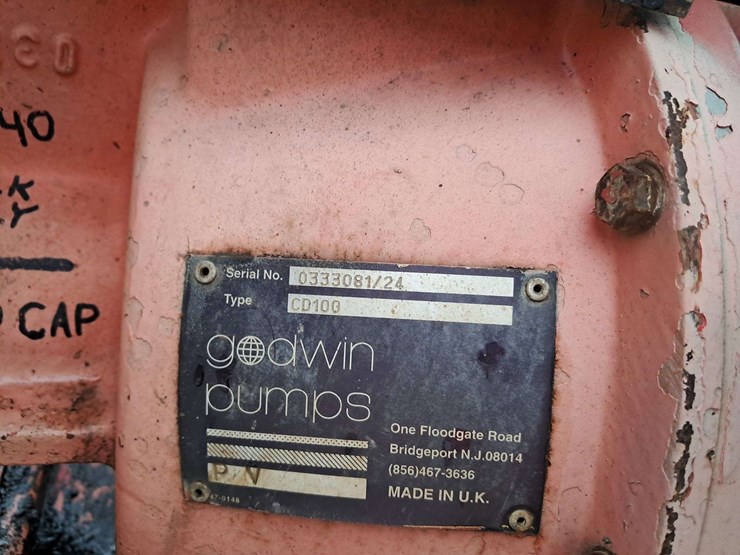 40
CAP
Serial No. 0333081/24
Type CD100
godwin
pumps
One Floodgate Road
Bridgeport N.J.08014
(856)467-3636
MADE IN U.K.
P V